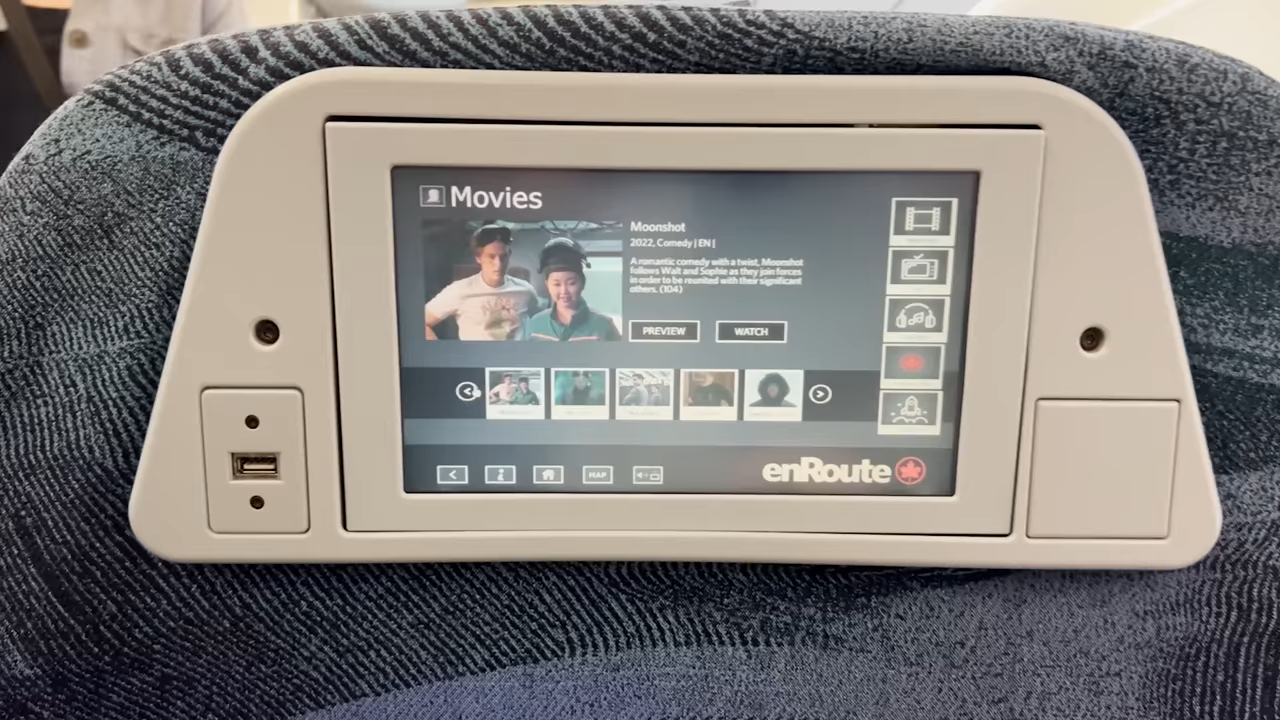 Movies
Moonshot
2022, Comedy | EN |
A romantic comedy with a twist, Moonshot
follows Walt and Sophie as they join forces
in order to be reunited with their significant
others. (104)
PREVIEW WATCH
MAP
enRoute